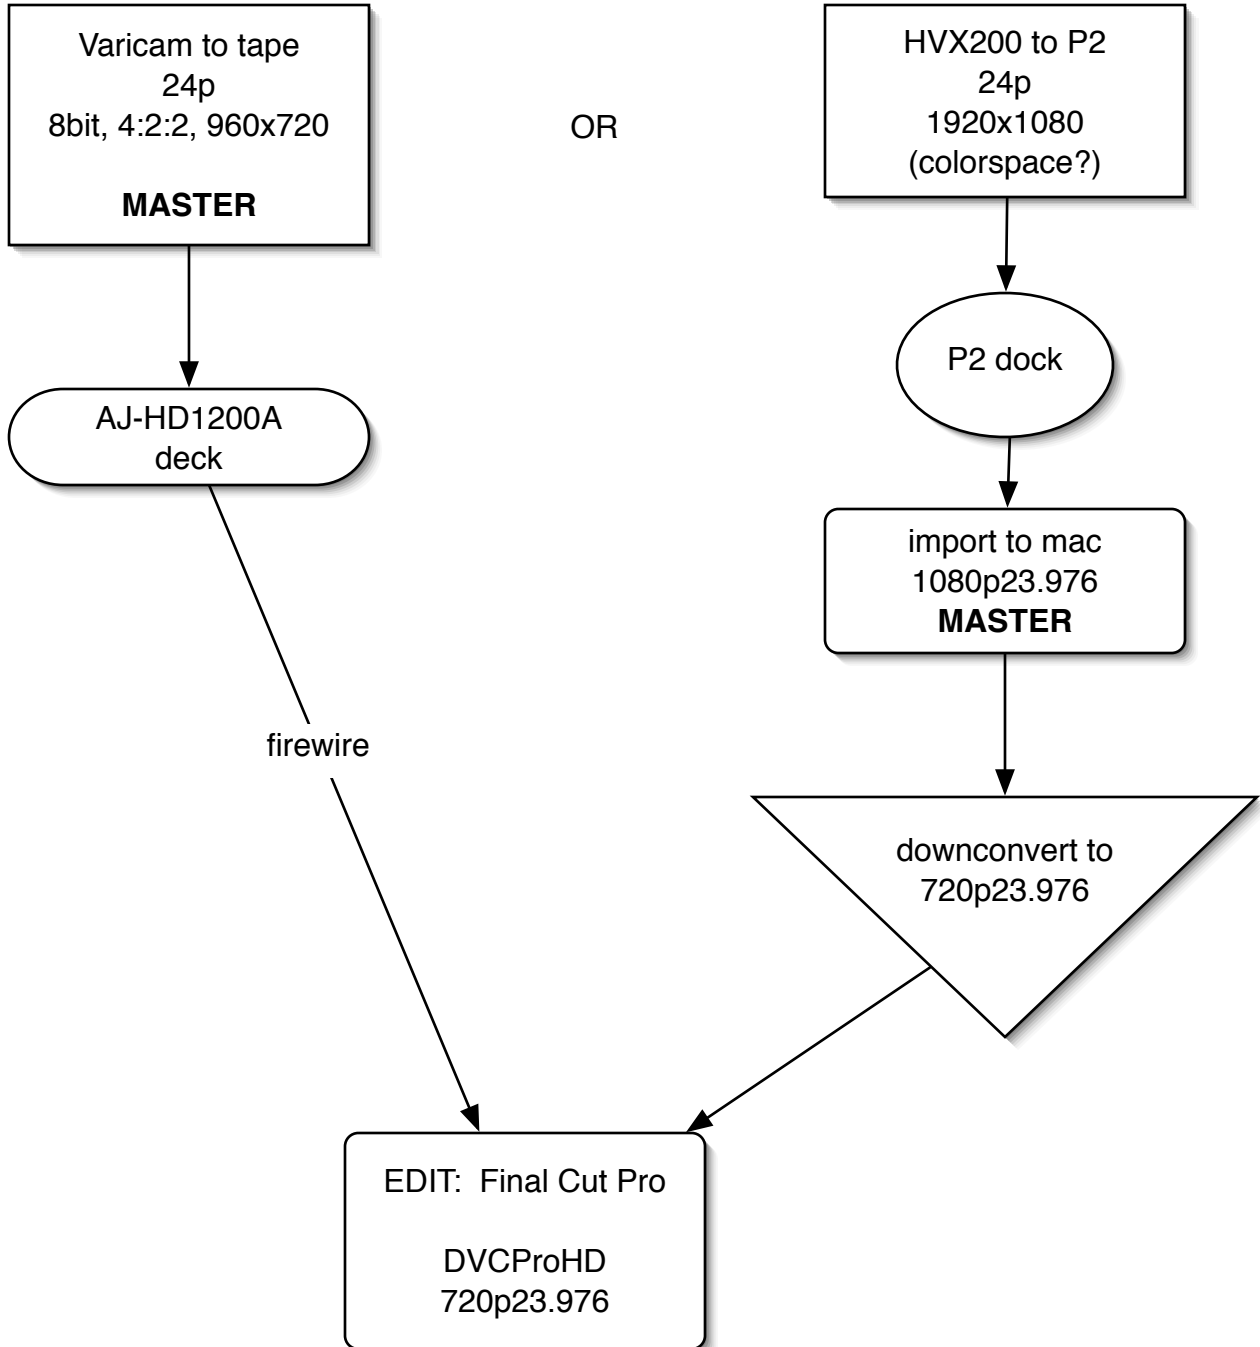 Varicam to tape
24p
8bit, 4:2:2, 960x720
MASTER
OR
HVX200 to P2
24p
1920x1080
(colorspace?)
P2 dock
AJ-HD1200A
deck
import to mac
1080p23.976
MASTER
firewire
downconvert to
720p23.976
EDIT:  Final Cut Pro
DVCProHD
720p23.976